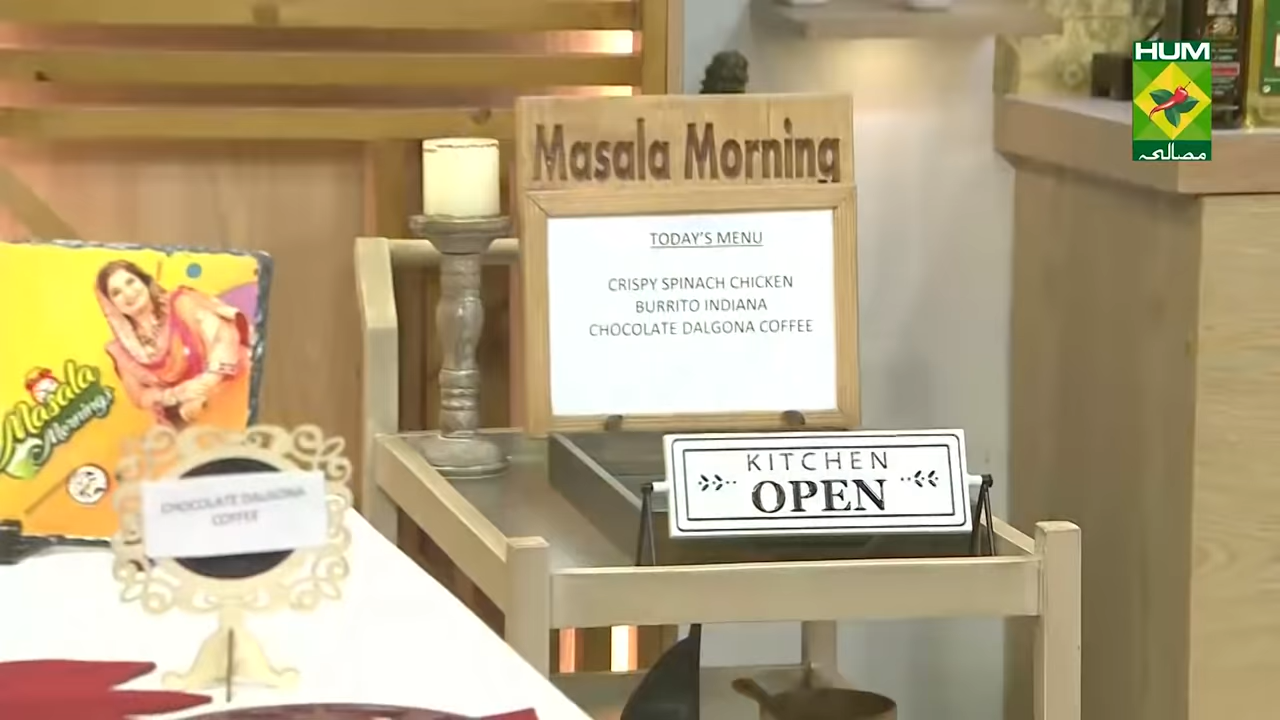 HUM
مصالحہ
Masala Morning
TODAY'S MENU
CRISPY SPINACH CHICKEN
BURRITO INDIANA
CHOCOLATE DALGONA COFFEE
Masala
Mornings
KITCHEN
OPEN
CHOCOLATE DALGONA
COFFEE